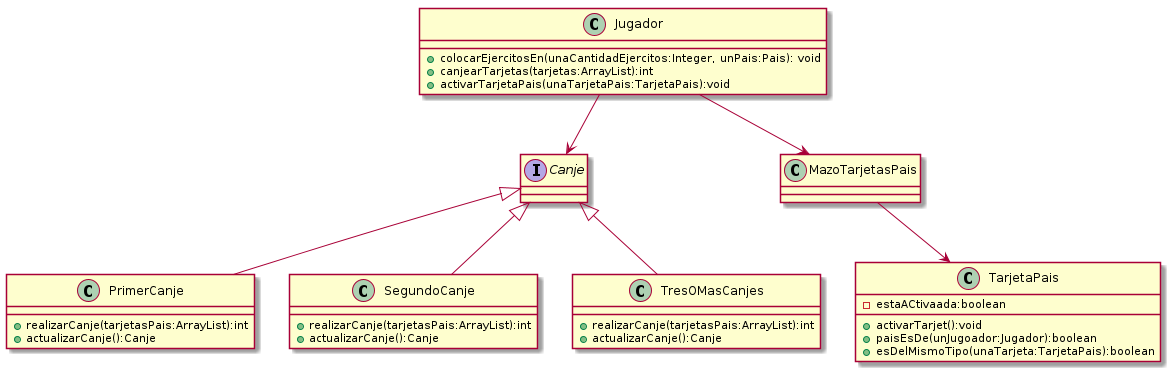 C Jugador
colocarEjercitosEn(unaCantidadEjercitos:Integer, unPais:Pais): void
canjearTarjetas(tarjetas:ArrayList):int
activarTarjetaPais(unaTarjetaPais:TarjetaPais):void
I Canje
C MazoTarjetasPais
C PrimerCanje
realizarCanje(tarjetasPais:ArrayList):int
actualizarCanje():Canje
C SegundoCanje
realizarCanje(tarjetasPais:ArrayList):int
actualizarCanje():Canje
C TresOMasCanjes
realizarCanje(tarjetasPais:ArrayList):int
actualizarCanje():Canje
C TarjetaPais
estaACtivaada:boolean
activarTarjet():void
paisEsDe(unJugoador:Jugador):boolean
esDelMismoTipo(unaTarjeta:TarjetaPais):boolean